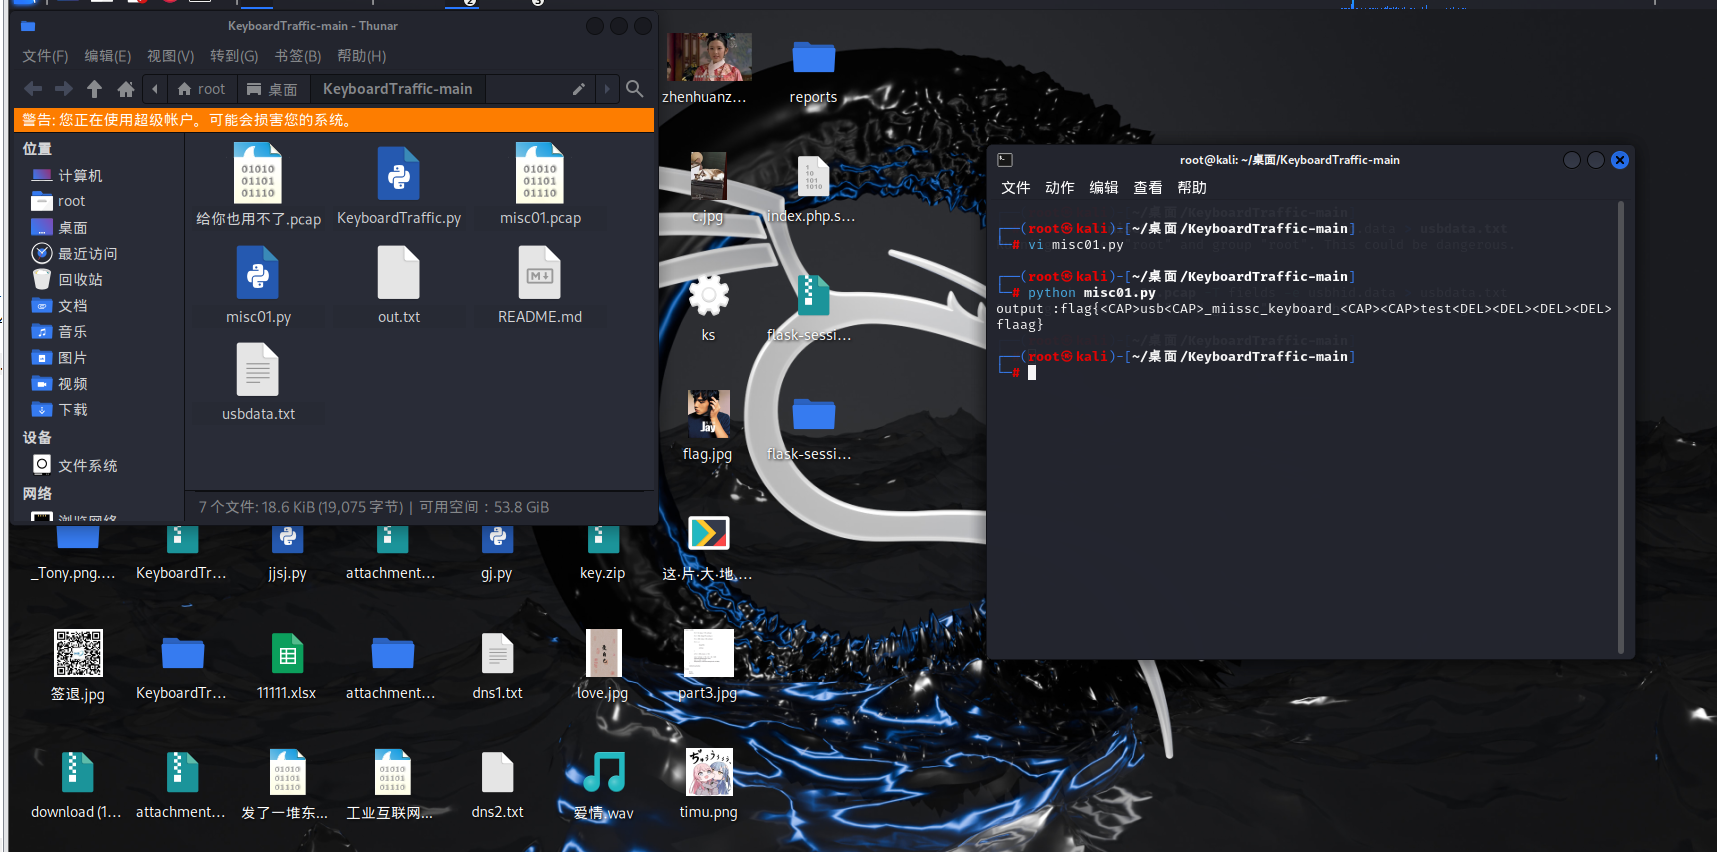 KeyboardTraffic-main - Thunar
文件(F) 编辑(E) 视图(V) 转到(G) 书签(B) 帮助(H)
root 桌面 KeyboardTraffic-main
警告: 您正在使用超级帐户。可能会损害您的系统。
位置
计算机
root
桌面
最近访问
回收站
文档
音乐
图片
视频
下载
设备
文件系统
网络
浏览网络
给你也用不了.pcap KeyboardTraffic.py misc01.pcap
misc01.py out.txt README.md
usbdata.txt
7 个文件: 18.6 KiB (19,075 字节) | 可用空间：53.8 GiB
zhenhuanz... reports
c.jpg index.php.s...
ks flask-sessi...
flag.jpg flask-sessi...
_Tony.png.... KeyboardTr... jjsj.py attachment... gj.py key.zip 这·片·大·地....
签退.jpg KeyboardTr... 11111.xlsx attachment... dns1.txt love.jpg part3.jpg
download (1... attachment... 发了一堆东... 工业互联网... dns2.txt 爱情.wav timu.png
root@kali: ~/桌面/KeyboardTraffic-main
文件 动作 编辑 查看 帮助
┌──(root㉿kali)-[~/桌面/KeyboardTraffic-main]
└─# vi misc01.py
┌──(root㉿kali)-[~/桌面/KeyboardTraffic-main]
└─# python misc01.py
output :flag{<CAP>usb<CAP>_miissc_keyboard_<CAP><CAP>test<DEL><DEL><DEL><DEL>
flaag}
┌──(root㉿kali)-[~/桌面/KeyboardTraffic-main]
└─#